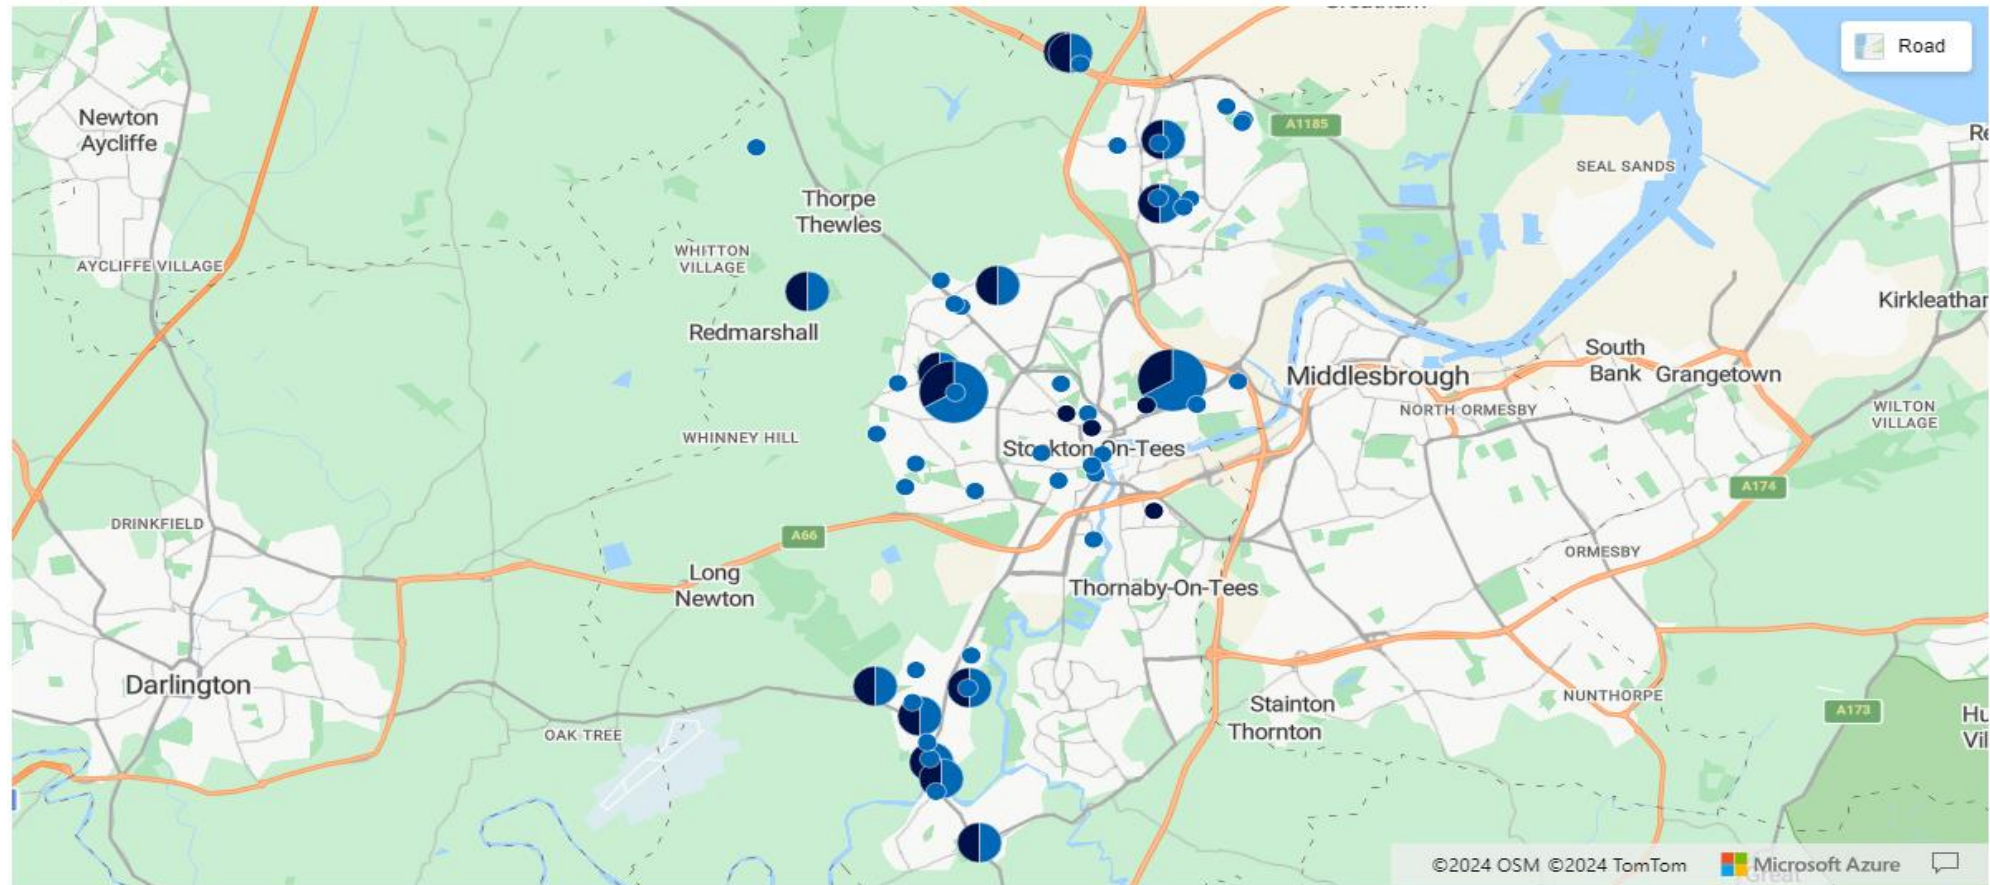 Road
Newton
Aycliffe
A1185
SEAL SANDS
Thorpe
Thewles
WHITTON
VILLAGE
AYCLIFFE VILLAGE
Redmarshall
South
Bank
Grangetown
Middlesbrough
NORTH ORMESBY
WILTON
VILLAGE
WHINNEY HILL
Stockton-On-Tees
A174
DRINKFIELD
A66
ORMESBY
Long
Newton
Thornaby-On-Tees
Darlington
NUNTHORPE
Stainton
Thornton
A173
OAK TREE
©2024 OSM ©2024 TomTom
Microsoft Azure